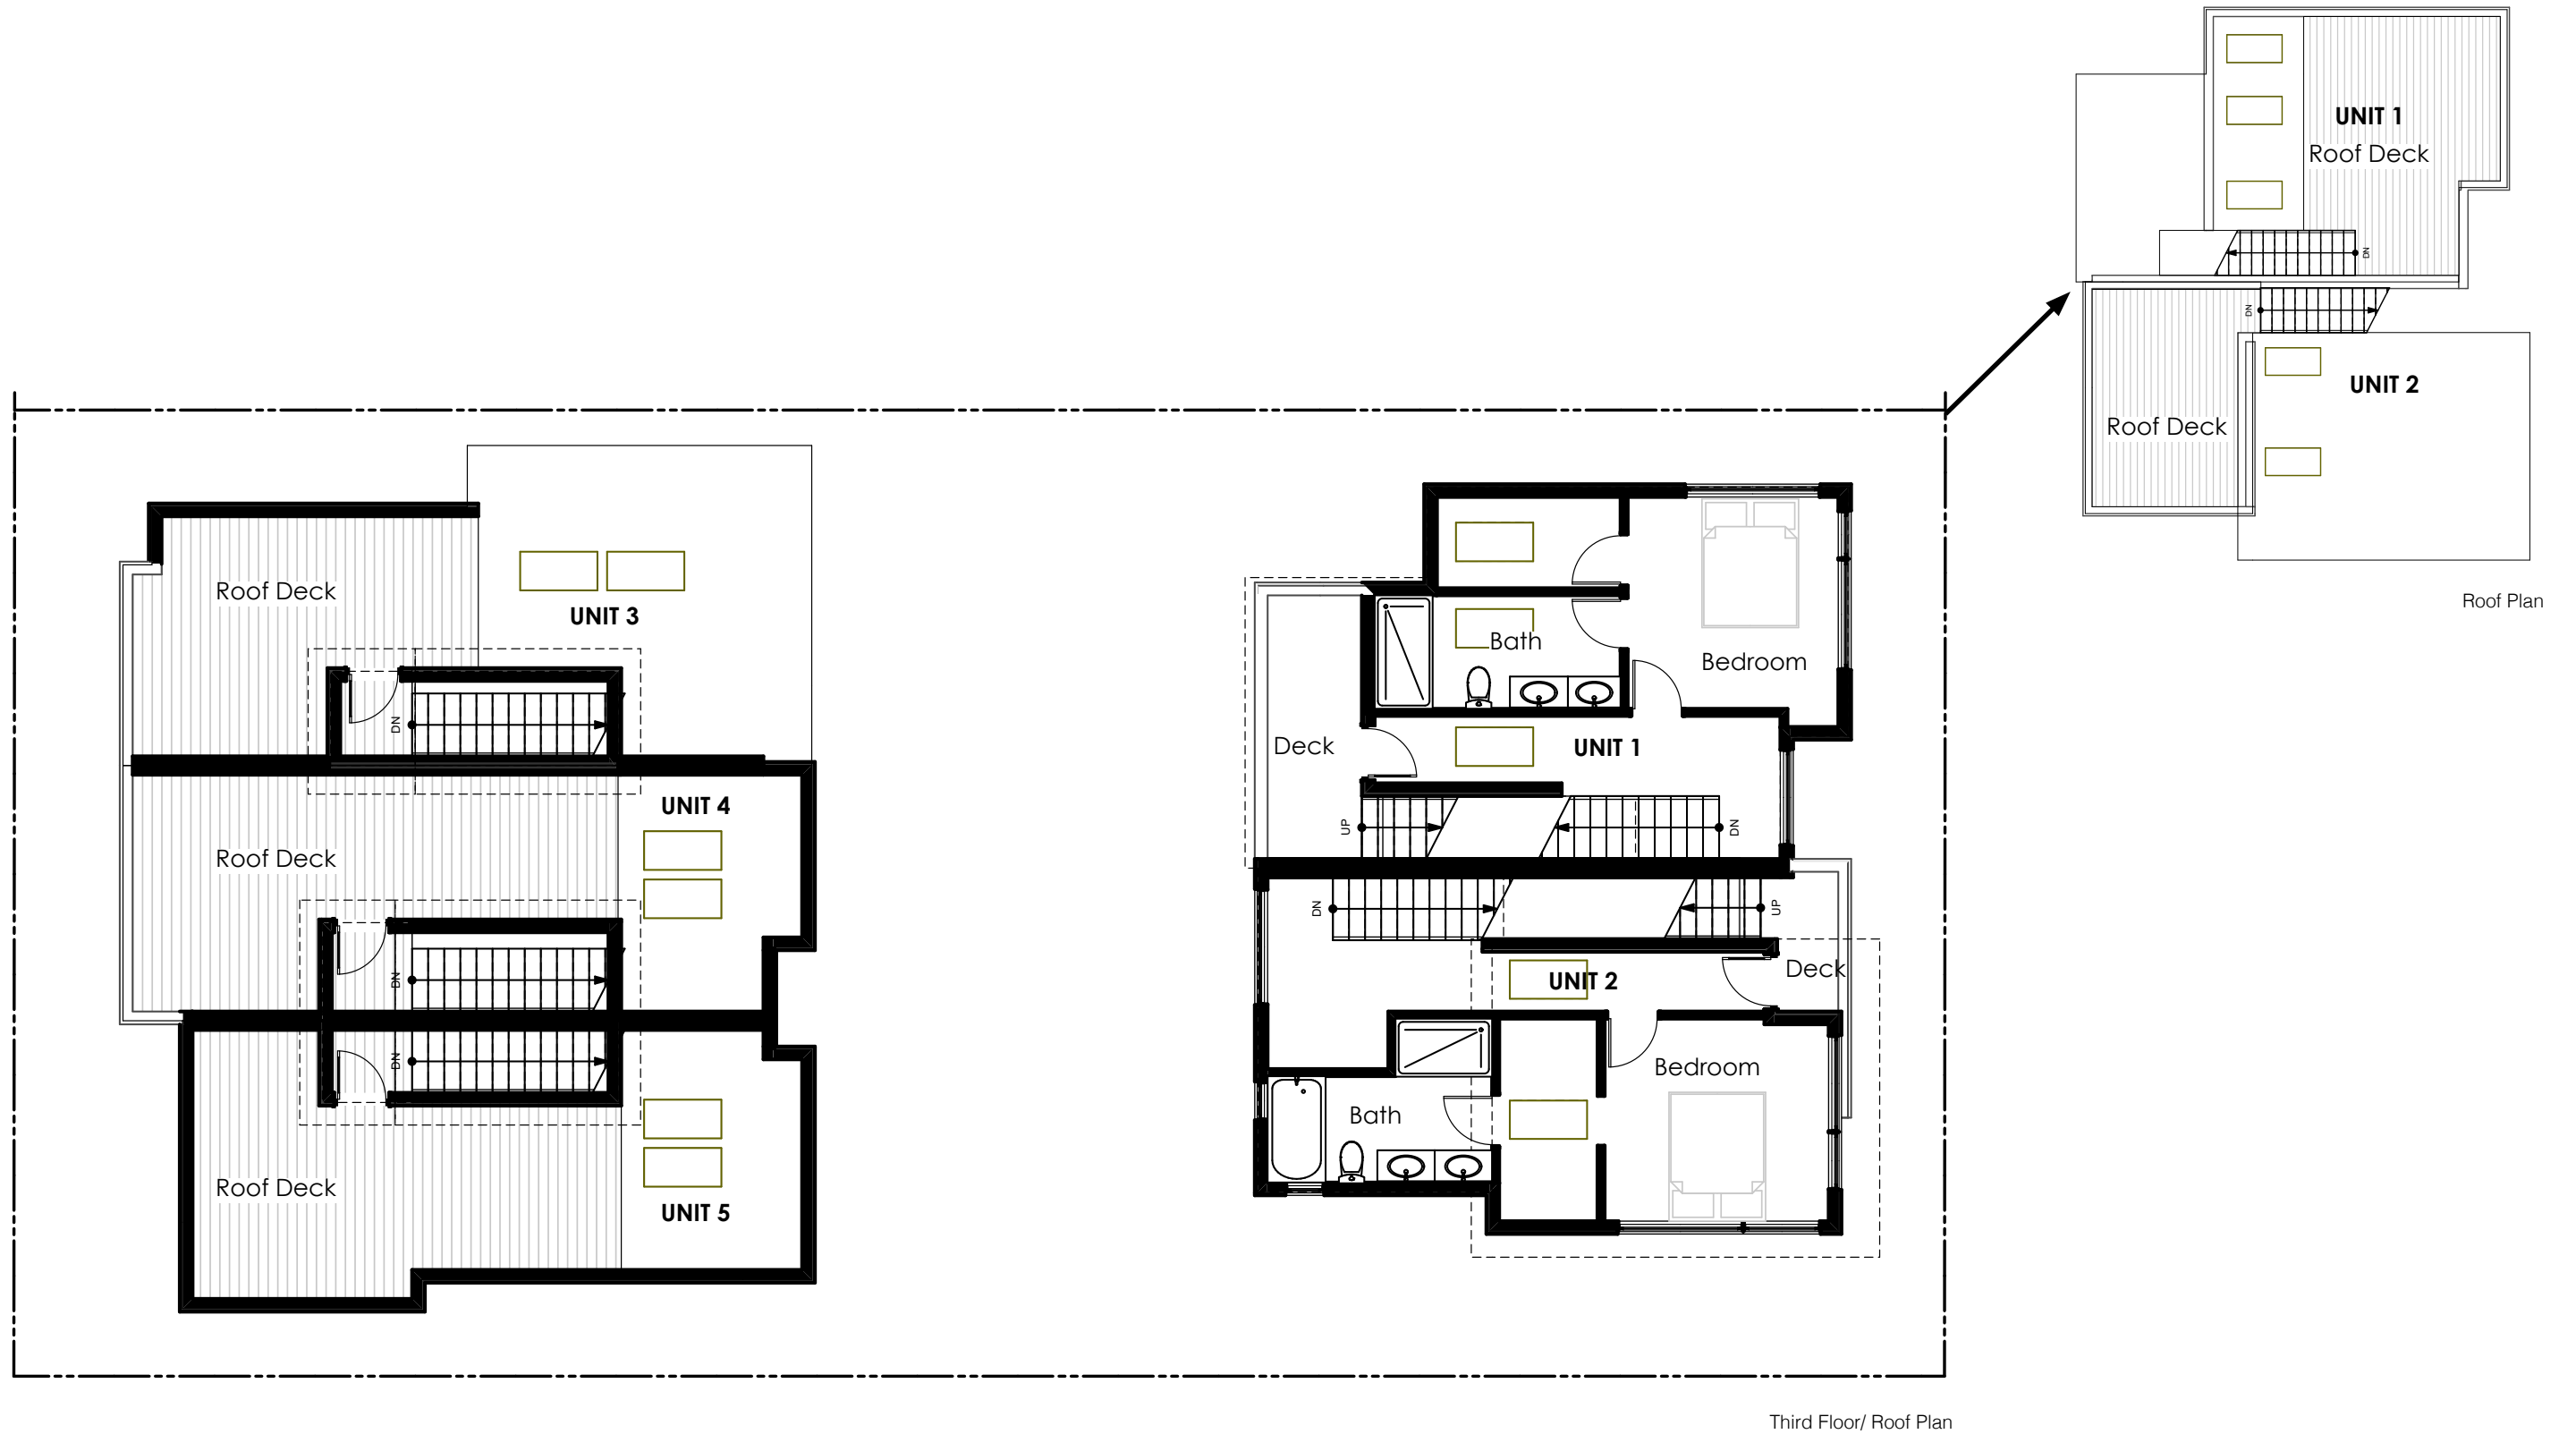 UNIT 1
Roof Deck
DN
DN
UNIT 2
Roof Deck
Roof Plan
Roof Deck
UNIT 3
DN
UNIT 4
Roof Deck
DN
DN
Roof Deck
UNIT 5
Bath
Bedroom
Deck
UNIT 1
UP
DN
DN
UP
UNIT 2
Deck
Bedroom
Bath
Third Floor/ Roof Plan